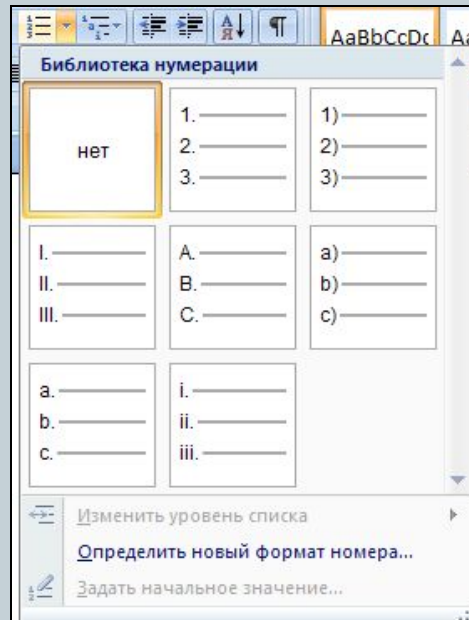 AaBbCcDc Aa
Библиотека нумерации
нет
1.
2.
3.
1)
2)
3)
I.
II.
III.
A.
B.
C.
a)
b)
c)
a.
b.
c.
i.
ii.
iii.
Изменить уровень списка
Определить новый формат номера...
Задать начальное значение...